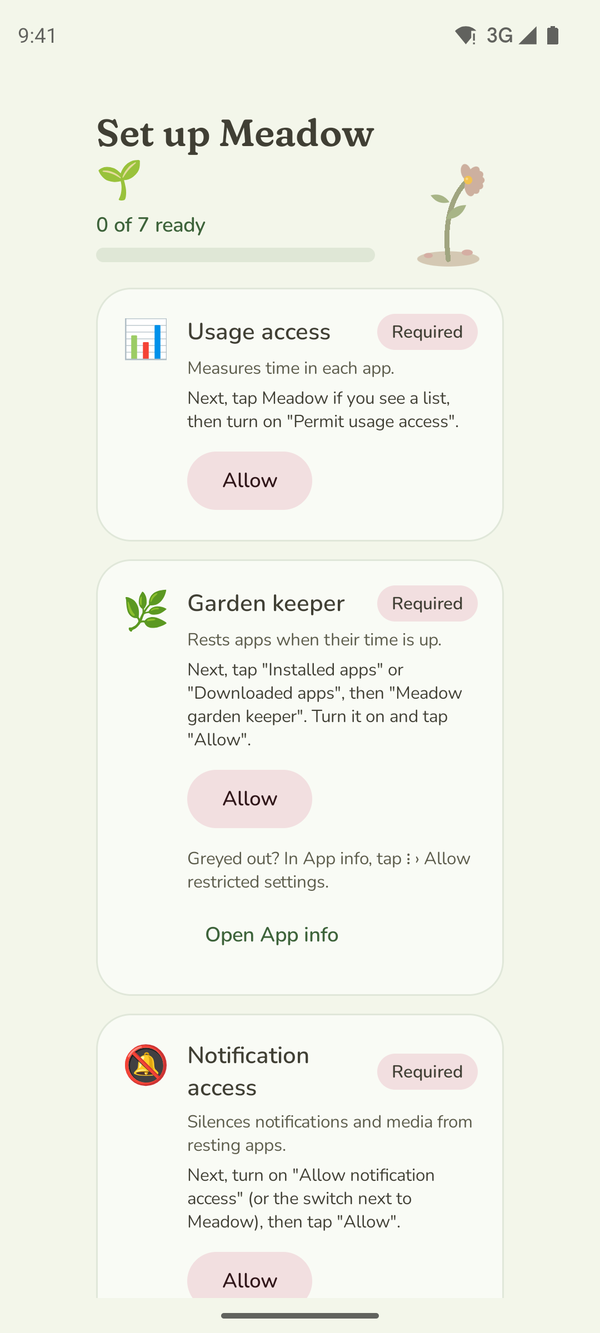 9:41
3G
Set up Meadow
0 of 7 ready
Usage access
Required
Measures time in each app.
Next, tap Meadow if you see a list,
then turn on "Permit usage access".
Allow
Garden keeper
Required
Rests apps when their time is up.
Next, tap "Installed apps" or
"Downloaded apps", then "Meadow
garden keeper". Turn it on and tap
"Allow".
Allow
Greyed out? In App info, tap ⋮ › Allow
restricted settings.
Open App info
Notification
access
Required
Silences notifications and media from
resting apps.
Next, turn on "Allow notification
access" (or the switch next to
Meadow), then tap "Allow".
Allow